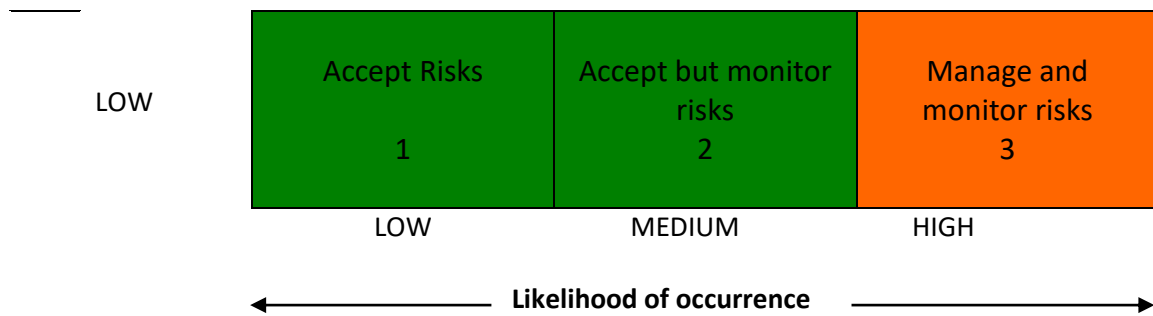 LOW
Accept Risks
1
Accept but monitor
risks
2
Manage and
monitor risks
3
LOW
MEDIUM
HIGH
Likelihood of occurrence